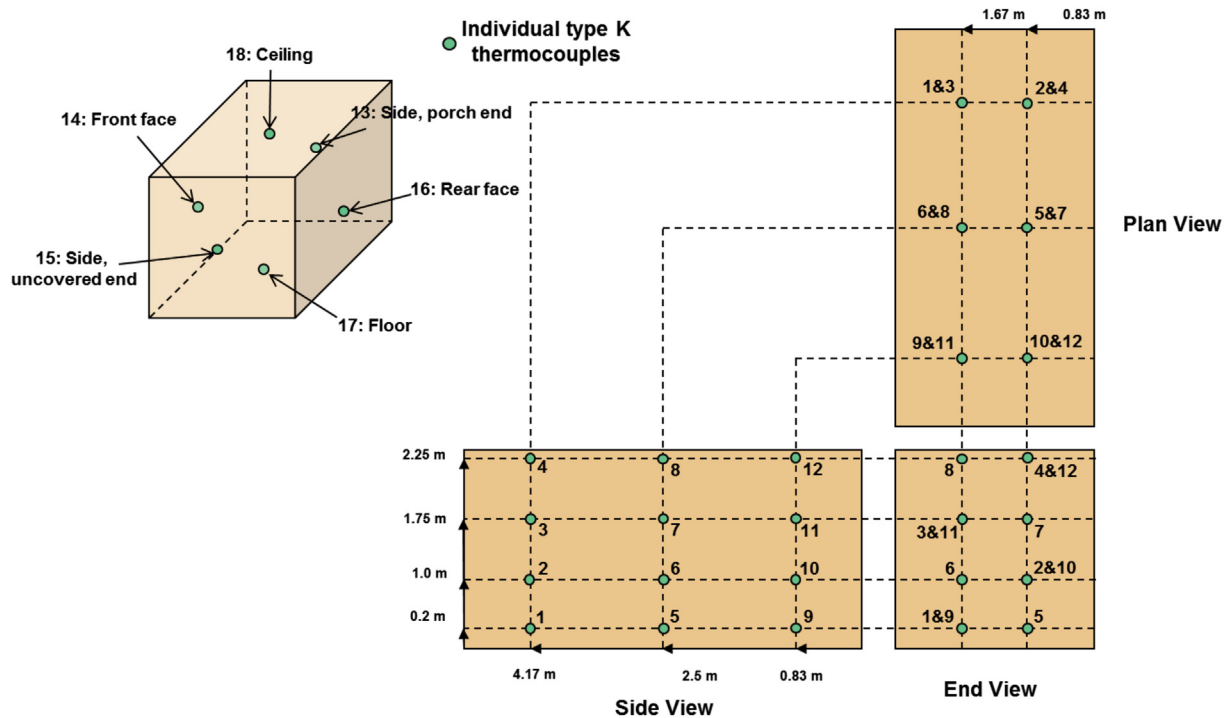 Individual type K
thermocouples
18: Ceiling
14: Front face
13: Side, porch end
16: Rear face
15: Side,
uncovered end
17: Floor
1.67 m
0.83 m
1&3
2&4
6&8
5&7
Plan View
9&11
10&12
2.25 m
4
8
12
8
4&12
1.75 m
3
7
11
3&11
7
1.0 m
2
6
10
6
2&10
0.2 m
1
5
9
1&9
5
4.17 m
2.5 m
0.83 m
Side View
End View